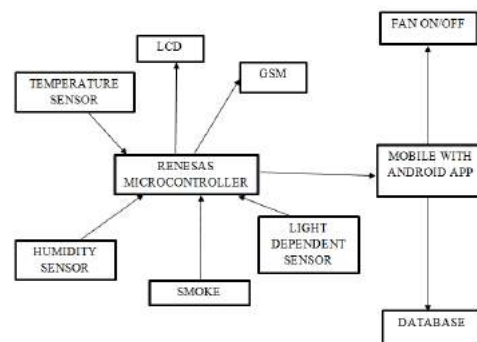 FAN ON/OFF
LCD
GSM
TEMPERATURE
SENSOR
RENESAS
MICROCONTROLLER
MOBILE WITH
ANDROID APP
HUMIDITY
SENSOR
LIGHT
DEPENDENT
SENSOR
SMOKE
DATABASE